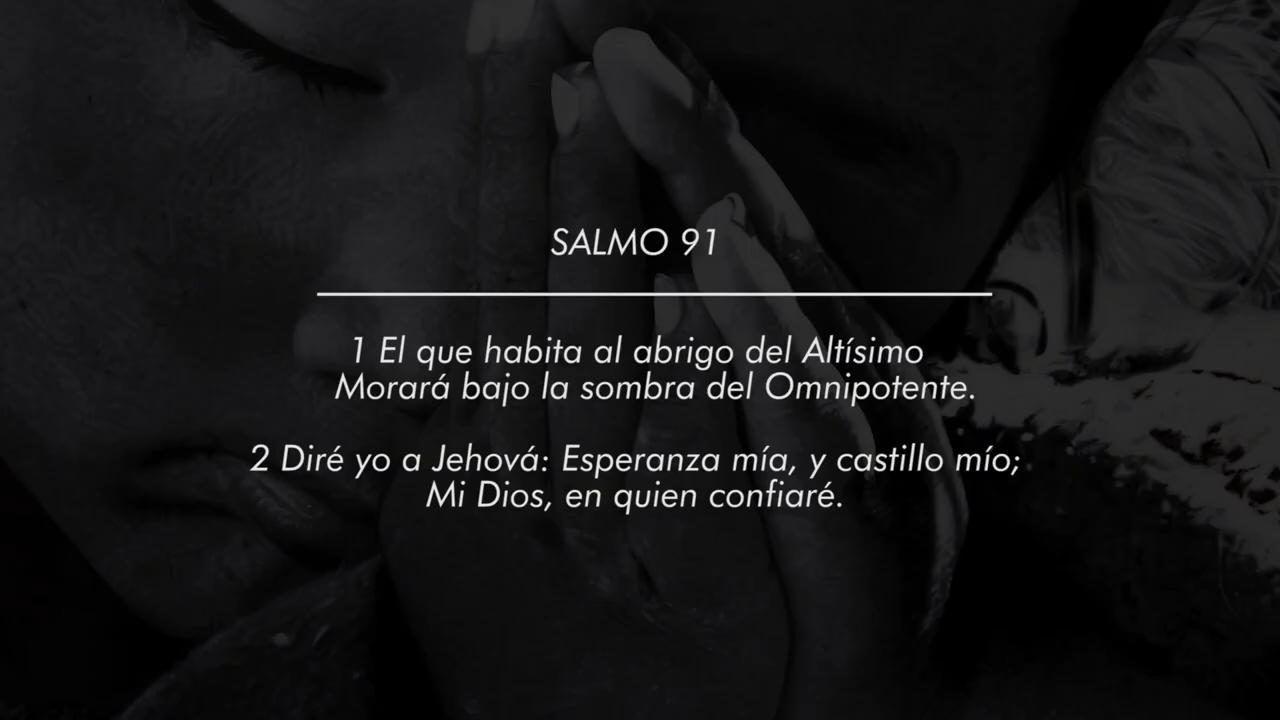 SALMO 91
1 El que habita al abrigo del Altísimo
Morará bajo la sombra del Omnipotente.
2 Diré yo a Jehová: Esperanza mía, y castillo mío;
Mi Dios, en quien confiaré.